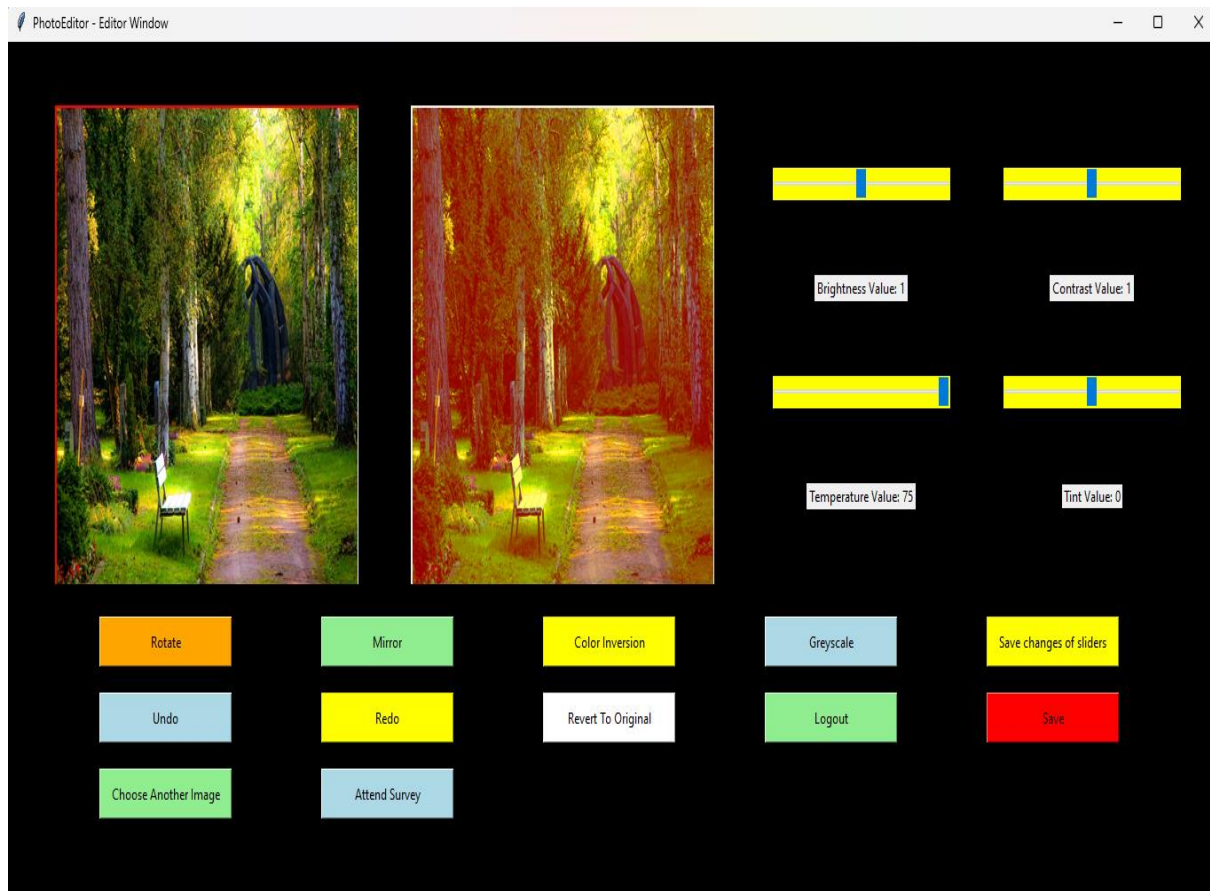 PhotoEditor - Editor Window
Brightness Value: 1
Contrast Value: 1
Temperature Value: 75
Tint Value: 0
Rotate
Mirror
Color Inversion
Greyscale
Save changes of sliders
Undo
Redo
Revert To Original
Logout
Save
Choose Another Image
Attend Survey